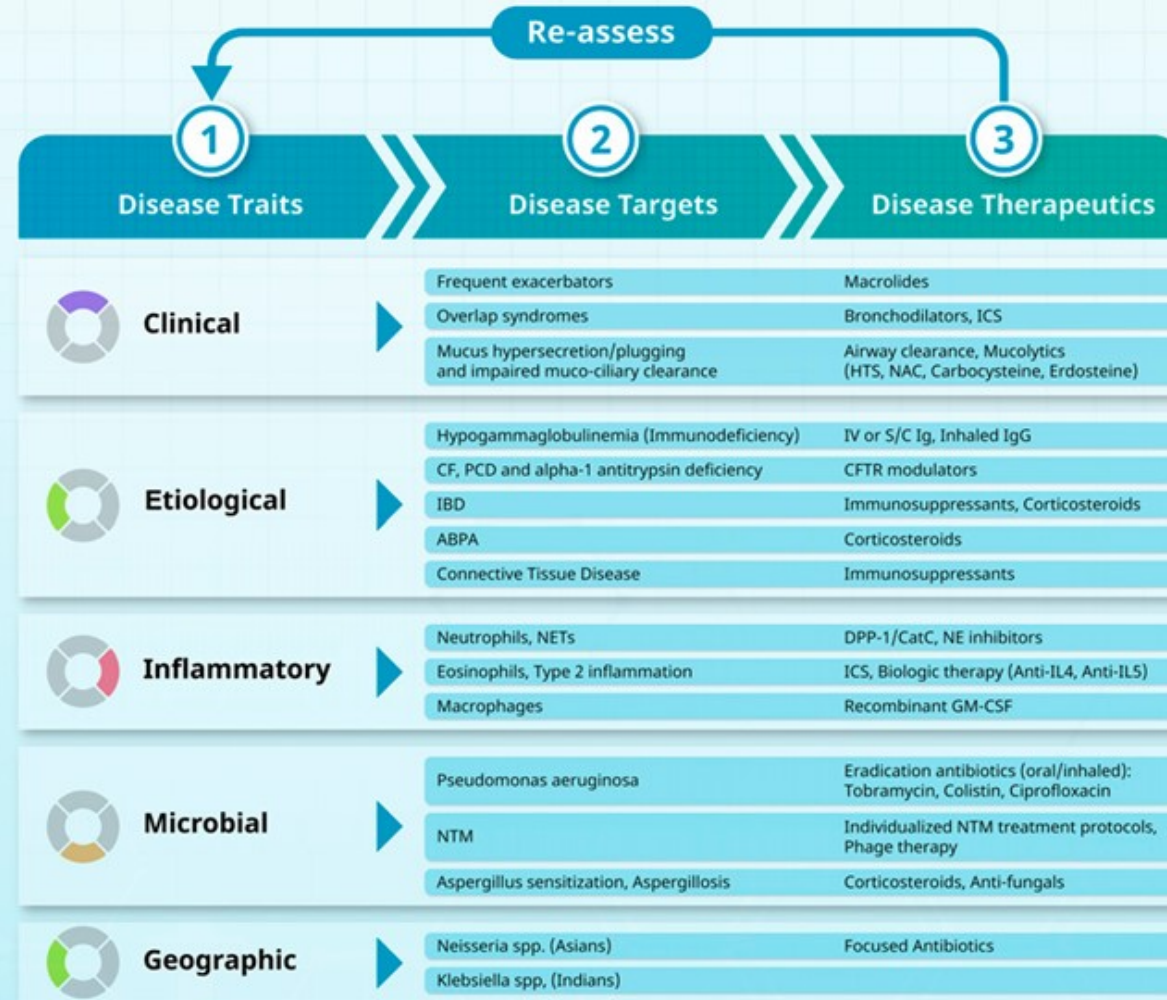 Re-assess
1
2
3
Disease Traits
Disease Targets
Disease Therapeutics
Clinical
Frequent exacerbators
Macrolides
Overlap syndromes
Bronchodilators, ICS
Mucus hypersecretion/plugging
and impaired muco-ciliary clearance
Airway clearance, Mucolytics
(HTS, NAC, Carbocysteine, Erdosteine)
Etiological
Hypogammaglobulinemia (Immunodeficiency)
IV or S/C Ig, Inhaled IgG
CF, PCD and alpha-1 antitrypsin deficiency
CFTR modulators
IBD
Immunosuppressants, Corticosteroids
ABPA
Corticosteroids
Connective Tissue Disease
Immunosuppressants
Inflammatory
Neutrophils, NETs
DPP-1/CatC, NE inhibitors
Eosinophils, Type 2 inflammation
ICS, Biologic therapy (Anti-IL4, Anti-IL5)
Macrophages
Recombinant GM-CSF
Microbial
Pseudomonas aeruginosa
Eradication antibiotics (oral/inhaled):
Tobramycin, Colistin, Ciprofloxacin
NTM
Individualized NTM treatment protocols,
Phage therapy
Aspergillus sensitization, Aspergillosis
Corticosteroids, Anti-fungals
Geographic
Neisseria spp. (Asians)
Focused Antibiotics
Klebsiella spp, (Indians)